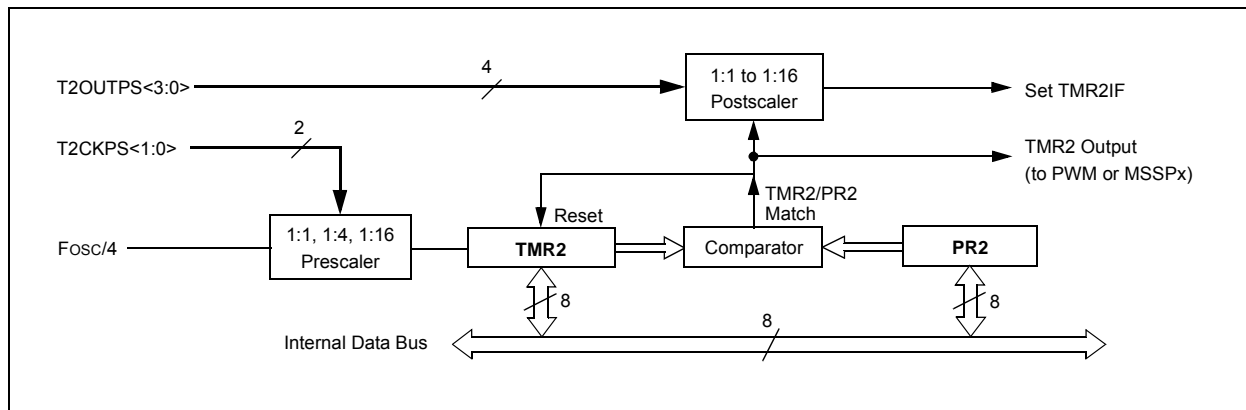 T2OUTPS<3:0>
4
1:1 to 1:16
Postscaler
Set TMR2IF
T2CKPS<1:0>
2
TMR2 Output
(to PWM or MSSPx)
TMR2/PR2
Match
Reset
FOSC/4
1:1, 1:4, 1:16
Prescaler
TMR2
Comparator
PR2
8
8
Internal Data Bus
8